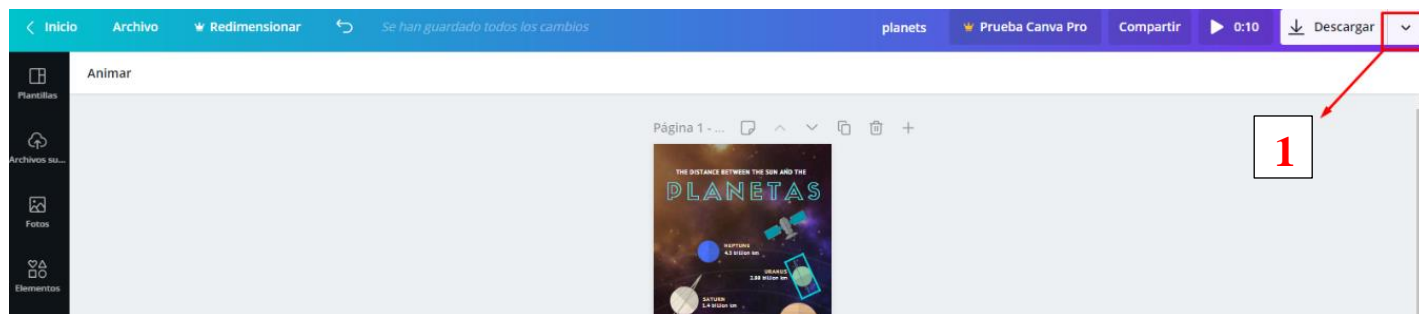 Inicio Archivo Redimensionar Se han guardado todos los cambios planets Prueba Canva Pro Compartir 0:10 Descargar
Animar
Plantillas
Archivos su...
Fotos
Elementos
Página 1 - ...
THE DISTANCE BETWEEN THE SUN AND THE
PLANETAS
NEPTUNE
4.5 billion km
URANUS
2.88 billion km
SATURN
1.4 billion km
1